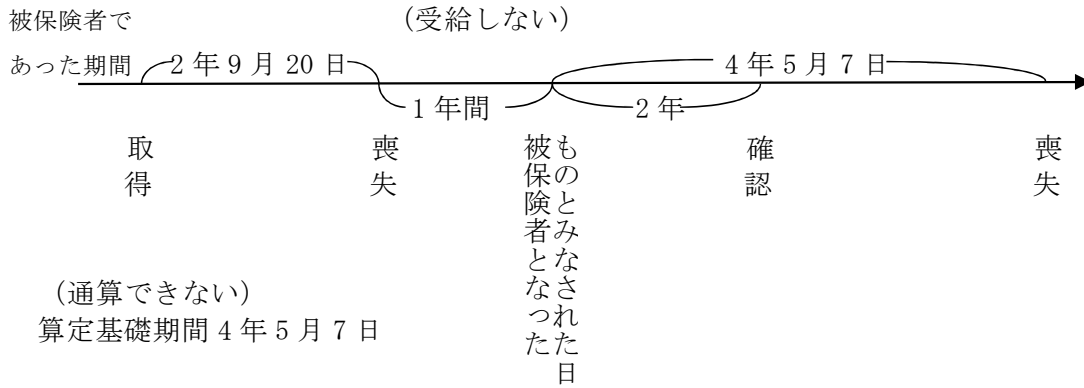 被保険者で
あった期間
(受給しない)
2年9月20日
4年5月7日
1年間
2年
取得
喪失
被保険者となった
ものとみなされた日
確認
喪失
(通算できない)
算定基礎期間4年5月7日